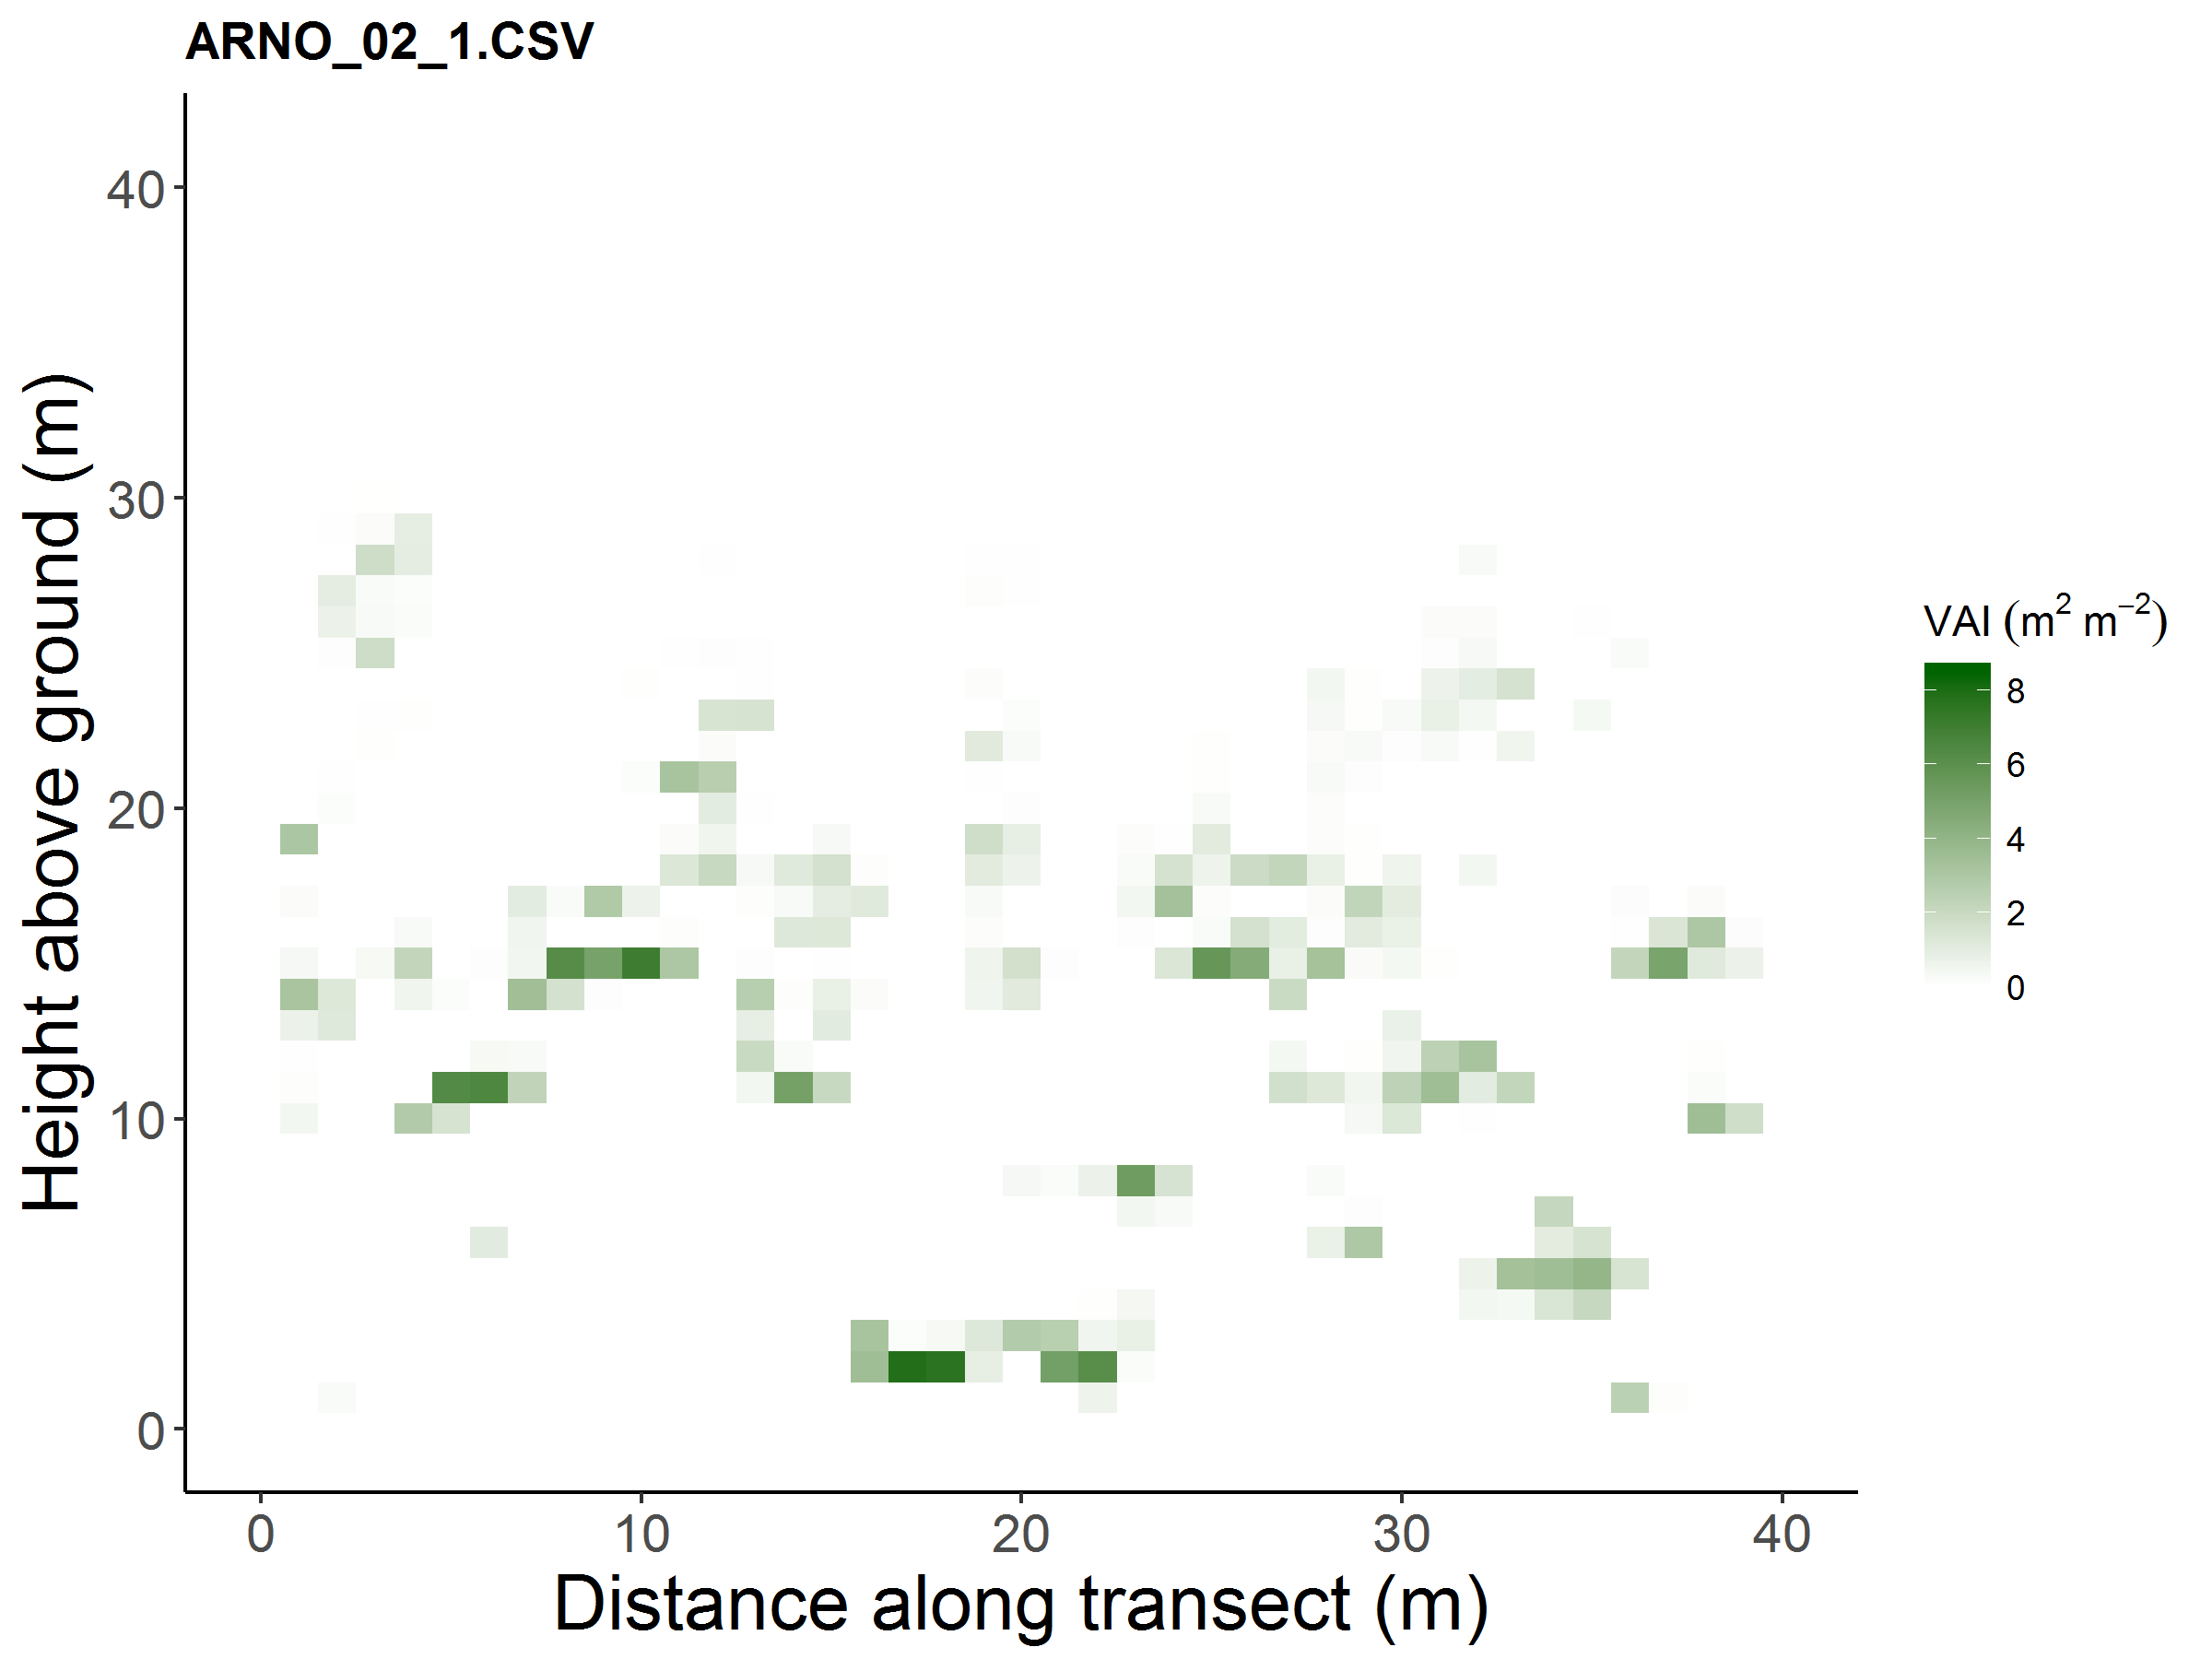 ARNO_02_1.CSV
Height above ground (m)
40
30
20
10
0
0 10 20 30 40
Distance along transect (m)
VAI (m² m⁻²)
8
6
4
2
0